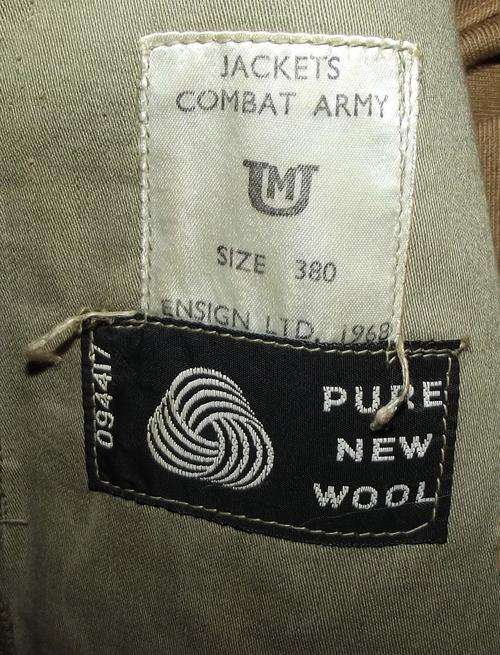 JACKETS
COMBAT ARMY
UMJ
SIZE 380
ENSIGN LTD. 1968
094417
PURE
NEW
WOOL